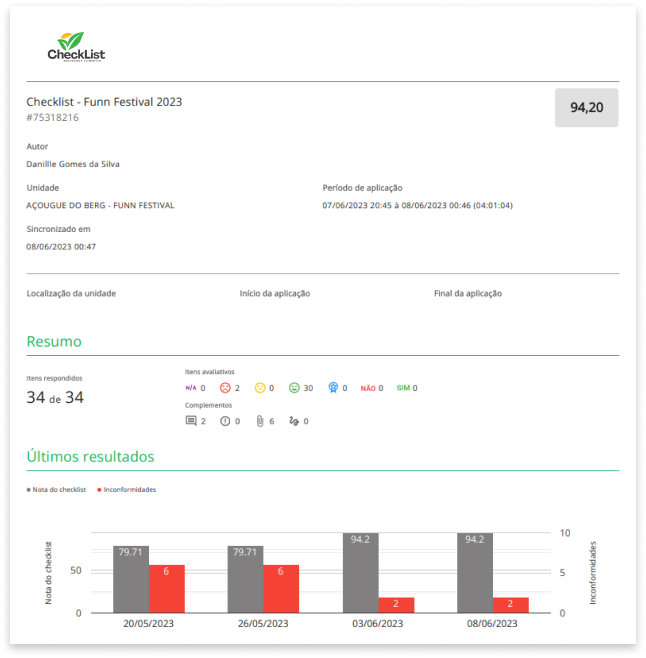 CheckList
Checklist - Funn Festival 2023
#75318216
94,20
Autor
Danillle Gomes da Silva
Unidade
Período de aplicação
AÇOUGUE DO BERG - FUNN FESTIVAL
07/06/2023 20:45 à 08/06/2023 00:46 (04:01:04)
Sincronizado em
08/06/2023 00:47
Localização da unidade
Início da aplicação
Final da aplicação
Resumo
Itens respondidos
34 de 34
Itens avaliativos
N/A 0 2 0 30 0 NÃO 0 SIM 0
Complementos
2 0 6 0
Últimos resultados
Nota do checklist Inconformidades
Nota do checklist
50
0
79.71 6
79.71 6
94.2 2
94.2 2
10
5
0
Inconformidades
20/05/2023 26/05/2023 03/06/2023 08/06/2023